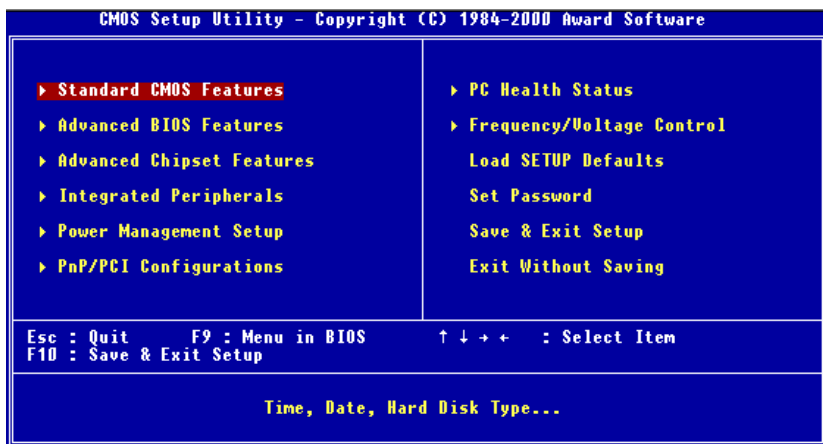 CMOS Setup Utility - Copyright (C) 1984-2000 Award Software
▸ Standard CMOS Features
▸ Advanced BIOS Features
▸ Advanced Chipset Features
▸ Integrated Peripherals
▸ Power Management Setup
▸ PnP/PCI Configurations
▸ PC Health Status
▸ Frequency/Voltage Control
Load SETUP Defaults
Set Password
Save & Exit Setup
Exit Without Saving
Esc : Quit F9 : Menu in BIOS ↑ ↓ → ← : Select Item
F10 : Save & Exit Setup
Time, Date, Hard Disk Type...